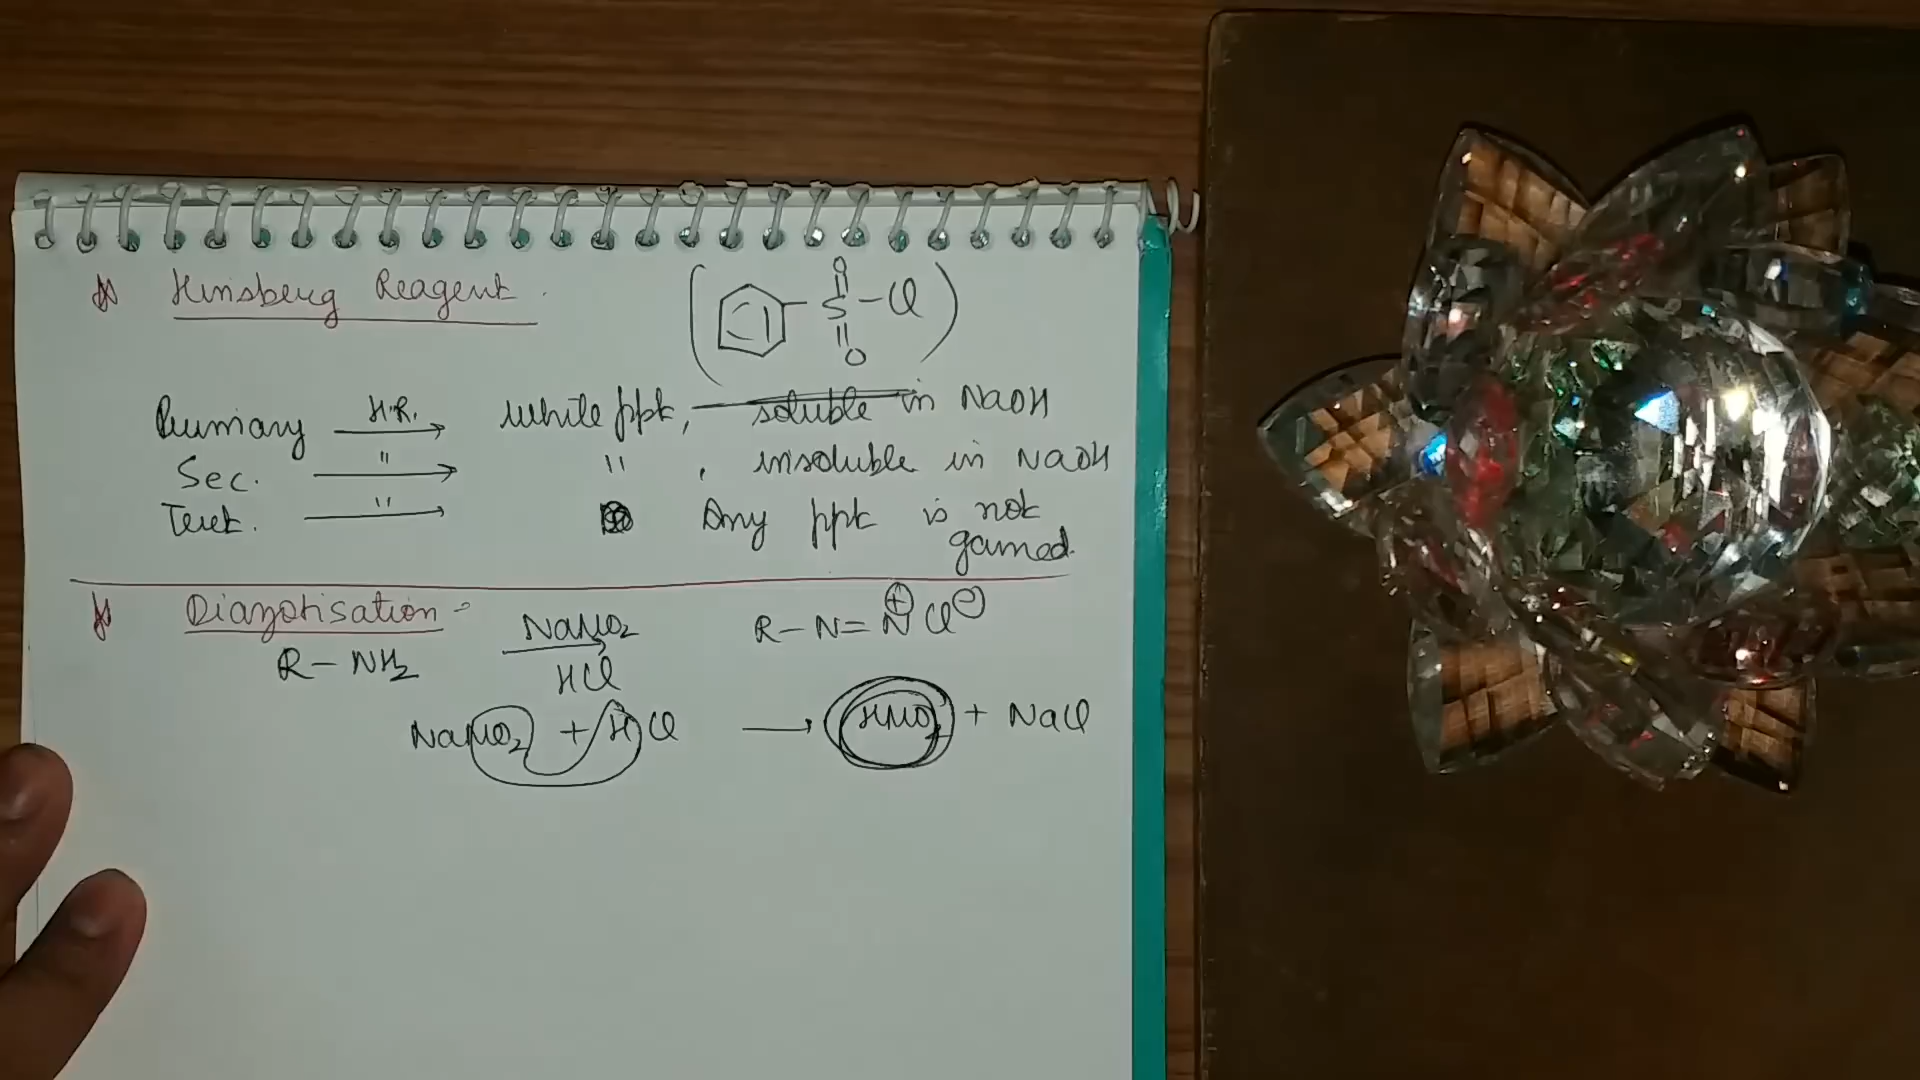 Hinsberg Reagent.
O
S
-Cl
O
Primary H.R. → white ppt, soluble in NaOH
Sec. " → " , insoluble in NaOH
Tert. " → Any ppt is not
formed.
Diazotisation -
R-NH2 NaNO2 → HCl R-N=N⊕Cl⊖
NaNO2 + HCl → HNO2 + NaCl